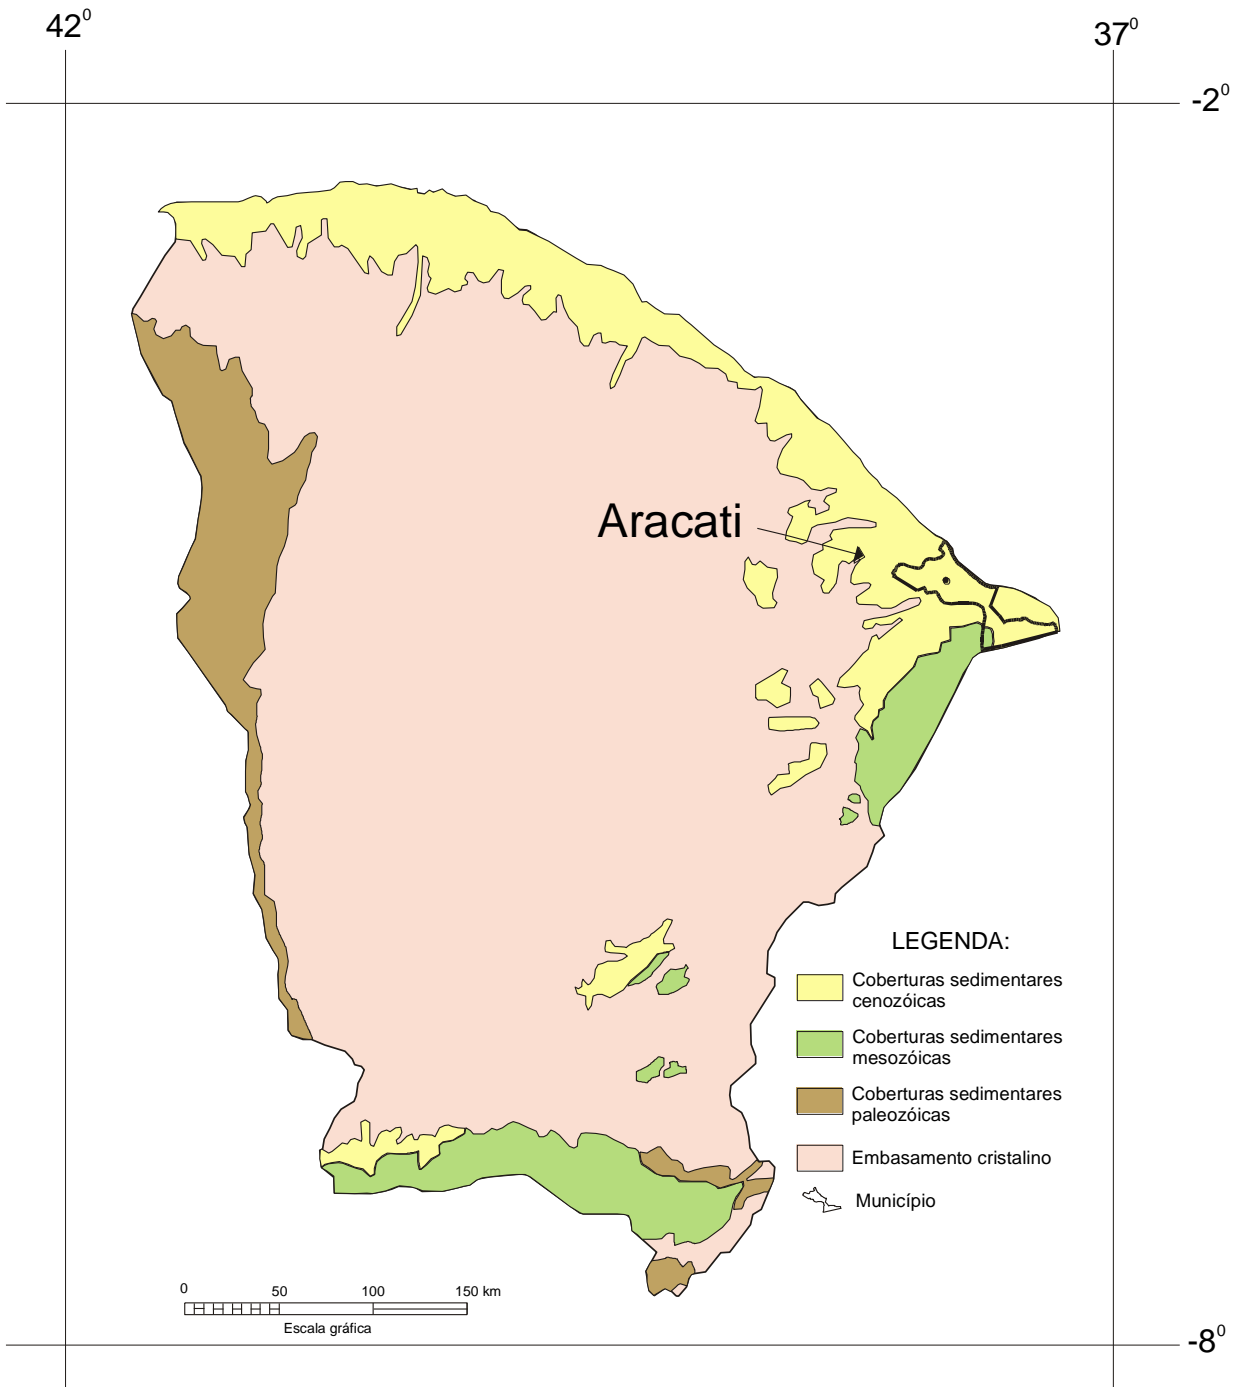 42⁰
37⁰
-2⁰
Aracati
LEGENDA:
Coberturas sedimentares
cenozóicas
Coberturas sedimentares
mesozóicas
Coberturas sedimentares
paleozóicas
Embasamento cristalino
Município
0 50 100 150 km
Escala gráfica
-8⁰